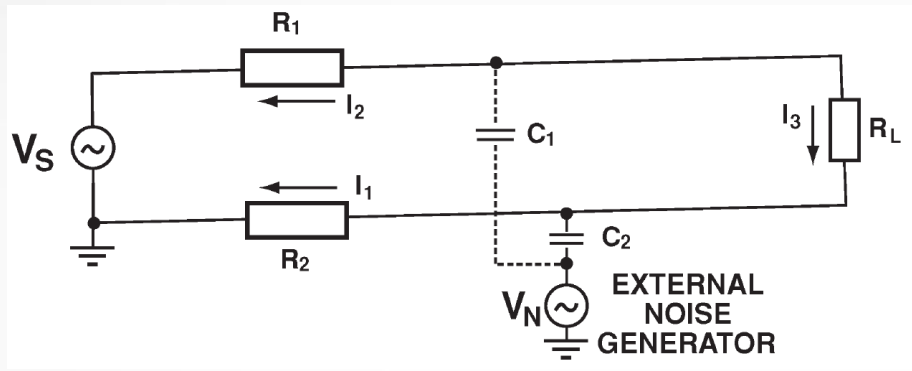 R1
I2
VS
C1
I3
RL
I1
R2
C2
VN
EXTERNAL
NOISE
GENERATOR